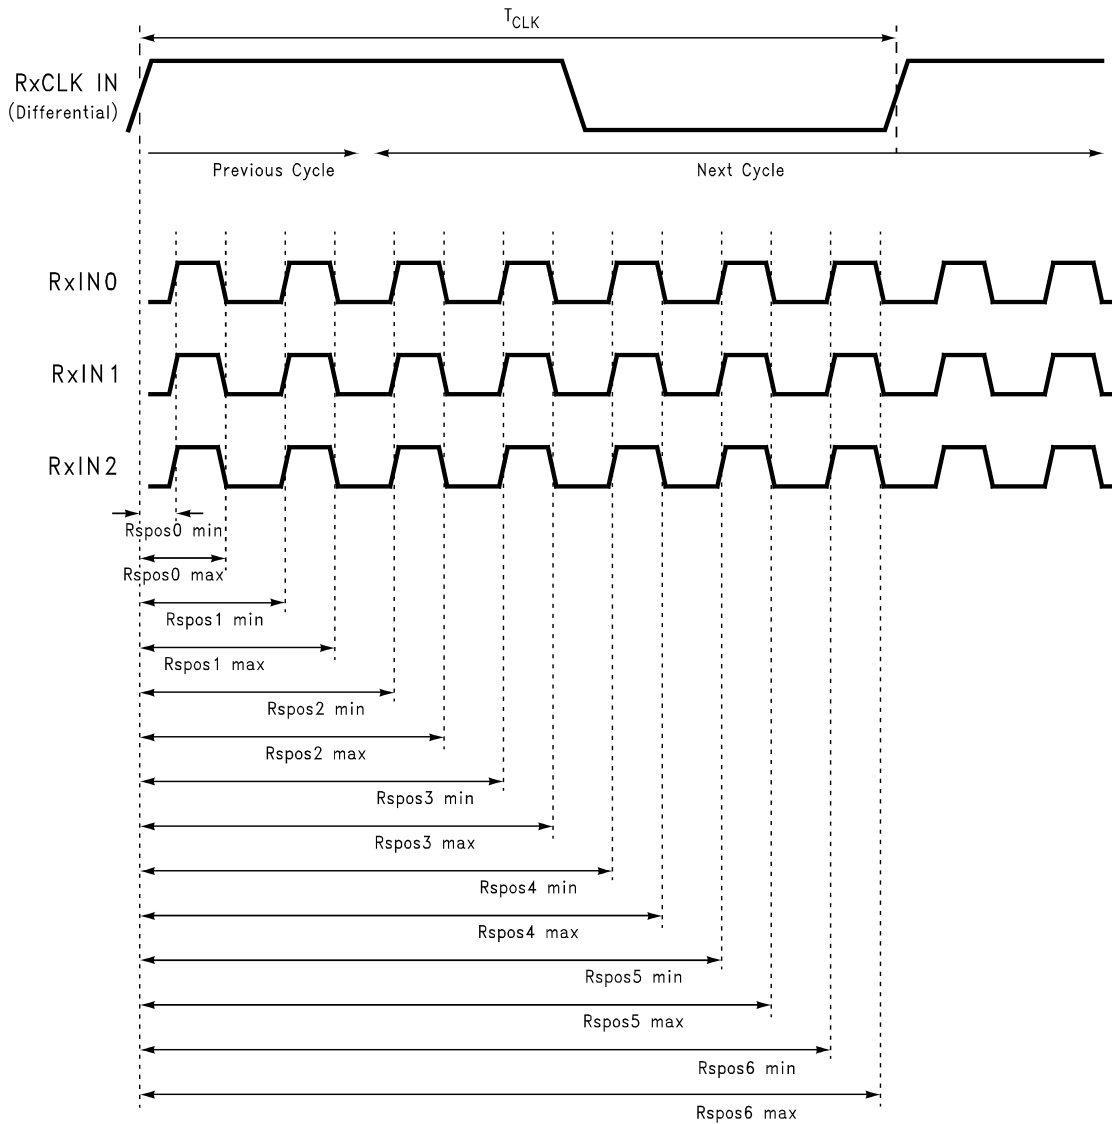 TCLK
RxCLK IN
(Differential)
Previous Cycle
Next Cycle
RxIN0
RxIN1
RxIN2
Rspos0 min
Rspos0 max
Rspos1 min
Rspos1 max
Rspos2 min
Rspos2 max
Rspos3 min
Rspos3 max
Rspos4 min
Rspos4 max
Rspos5 min
Rspos5 max
Rspos6 min
Rspos6 max